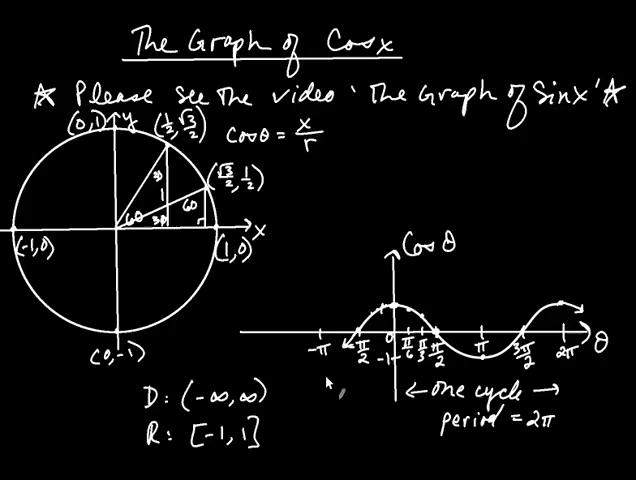 The Graph of Cosx
☆ Please see the video 'The Graph of Sinx' ☆
(0,1) y (1/2, √3/2) cosθ = x/r
(√3/2, 1/2)
30
1 60
60 30
(-1,0) (1,0) x
Cos θ
(0,-1)
0
-π -π/2 -1 π/6 π/3 π/2 π 3π/2 2π θ
D: (-∞,∞) ← one cycle →
R: [-1,1] period = 2π